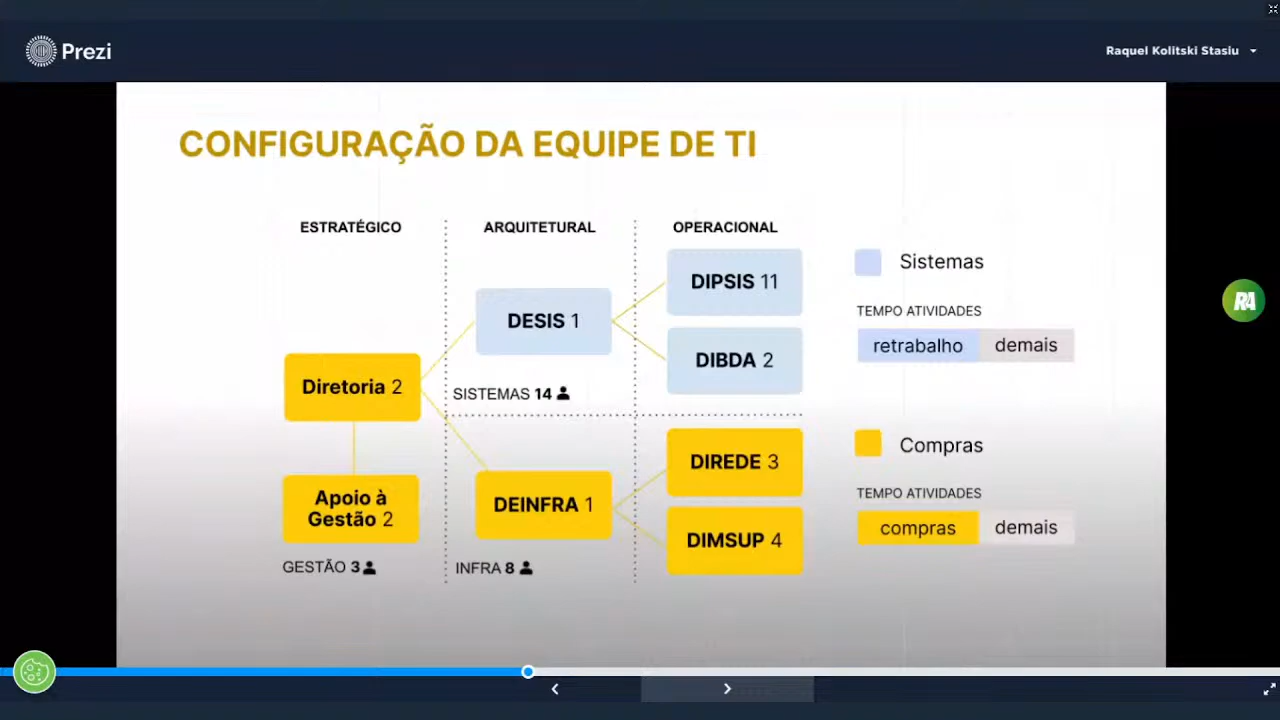 Prezi
Raquel Kolitski Stasiu
CONFIGURAÇÃO DA EQUIPE DE TI
ESTRATÉGICO
ARQUITETURAL
OPERACIONAL
Diretoria 2
Apoio à
Gestão 2
GESTÃO 3
DESIS 1
SISTEMAS 14
DEINFRA 1
INFRA 8
DIPSIS 11
DIBDA 2
DIREDE 3
DIMSUP 4
Sistemas
TEMPO ATIVIDADES
retrabalho demais
Compras
TEMPO ATIVIDADES
compras demais
RA